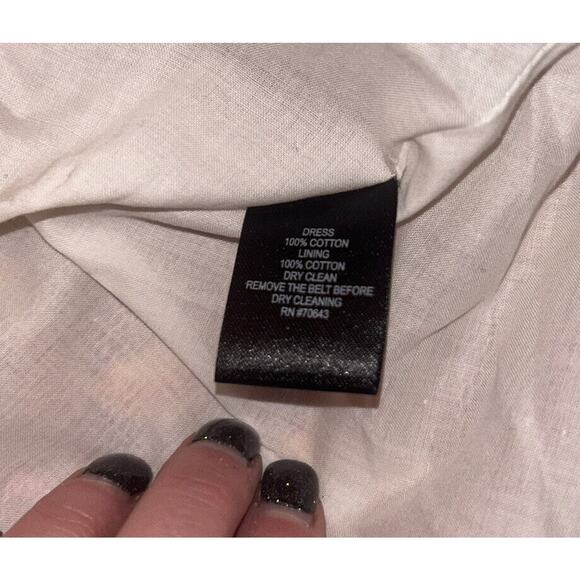 DRESS
100% COTTON
LINING
100% COTTON
DRY CLEAN
REMOVE THE BELT BEFORE
DRY CLEANING
RN #70643